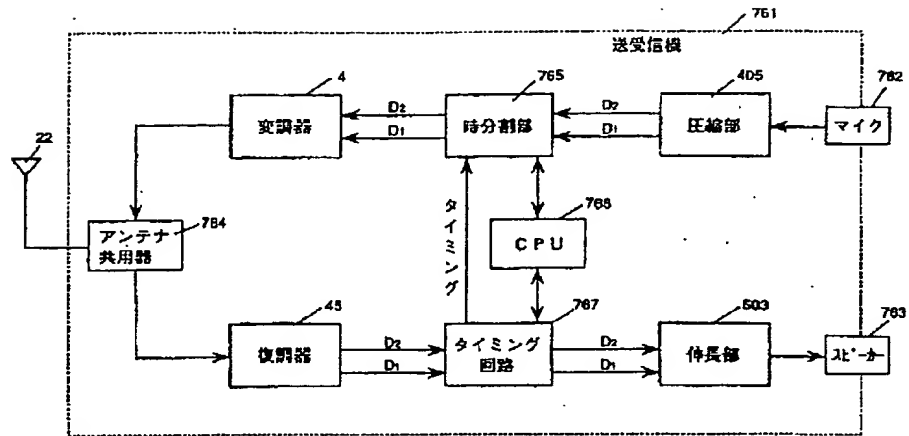 761
送受信機
4
765
405
762
変調器
D2
D1
時分割部
D2
D1
圧縮部
マイク
22
764
アンテナ
共用器
タイミング
766
CPU
45
767
503
763
復調器
D2
D1
タイミング
回路
D2
D1
伸長部
スピーカー